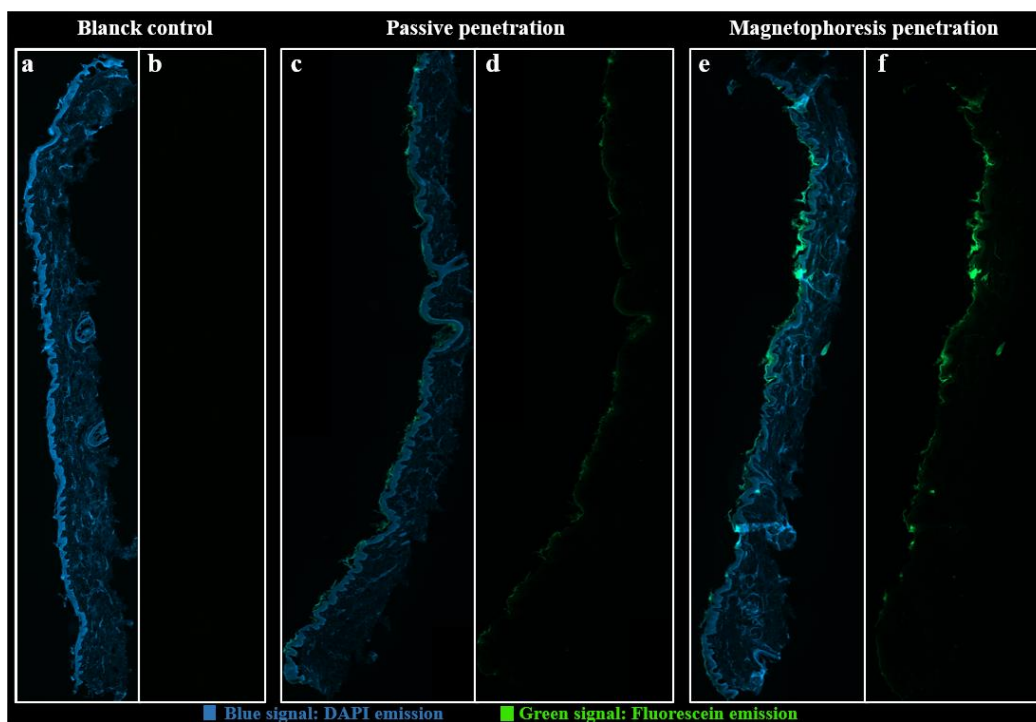 Blanck control
Passive penetration
Magnetophoresis penetration
a
b
c
d
e
f
Blue signal: DAPI emission
Green signal: Fluorescein emission